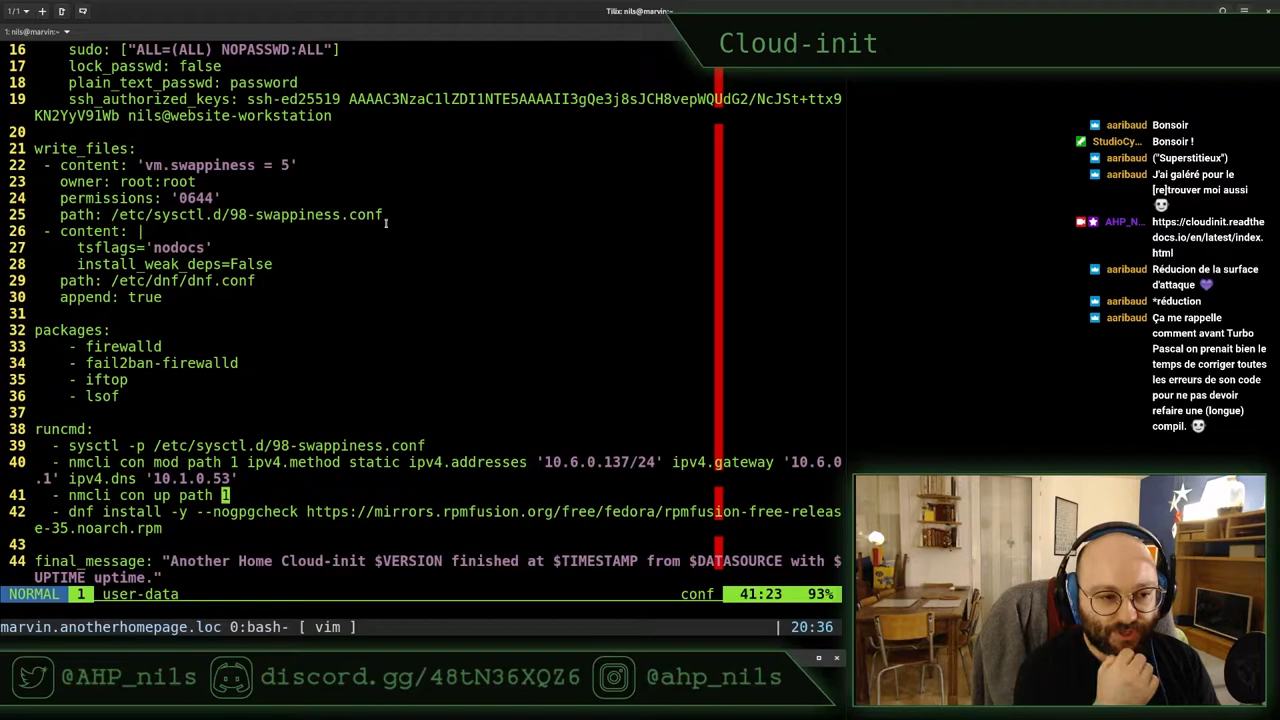 1/1
Tilix: nils@marvin:~
1: nils@marvin:~
Cloud-init
16 sudo: ["ALL=(ALL) NOPASSWD:ALL"]
17 lock_passwd: false
18 plain_text_passwd: password
19 ssh_authorized_keys: ssh-ed25519 AAAAC3NzaC1lZDI1NTE5AAAAII3gQe3j8sJCH8vepWQUdG2/NcJSt+ttx9
KN2YyV91Wb nils@website-workstation
20
21 write_files:
22 - content: 'vm.swappiness = 5'
23 owner: root:root
24 permissions: '0644'
25 path: /etc/sysctl.d/98-swappiness.conf
26 - content: |
27 tsflags='nodocs'
28 install_weak_deps=False
29 path: /etc/dnf/dnf.conf
30 append: true
31
32 packages:
33 - firewalld
34 - fail2ban-firewalld
35 - iftop
36 - lsof
37
38 runcmd:
39 - sysctl -p /etc/sysctl.d/98-swappiness.conf
40 - nmcli con mod path 1 ipv4.method static ipv4.addresses '10.6.0.137/24' ipv4.gateway '10.6.0
.1' ipv4.dns '10.1.0.53'
41 - nmcli con up path 1
42 - dnf install -y --nogpgcheck https://mirrors.rpmfusion.org/free/fedora/rpmfusion-free-releas
e-35.noarch.rpm
43
44 final_message: "Another Home Cloud-init $VERSION finished at $TIMESTAMP from $DATASOURCE with $
UPTIME uptime."
NORMAL 1 user-data conf 41:23 93%
marvin.anotherhomepage.loc 0:bash- [ vim ] | 20:36
aaribaud Bonsoir
StudioCy... Bonsoir !
aaribaud ("Superstitieux")
aaribaud J'ai galéré pour le
[re]trouver moi aussi
AHP_N... https://cloudinit.readthe
docs.io/en/latest/index.
html
aaribaud Réducion de la surface
d'attaque
aaribaud *réduction
aaribaud Ça me rappelle
comment avant Turbo
Pascal on prenait bien le
temps de corriger toutes
les erreurs de son code
pour ne pas devoir
refaire une (longue)
compil.
@AHP_nils discord.gg/48tN36XQZ6 @ahp_nils